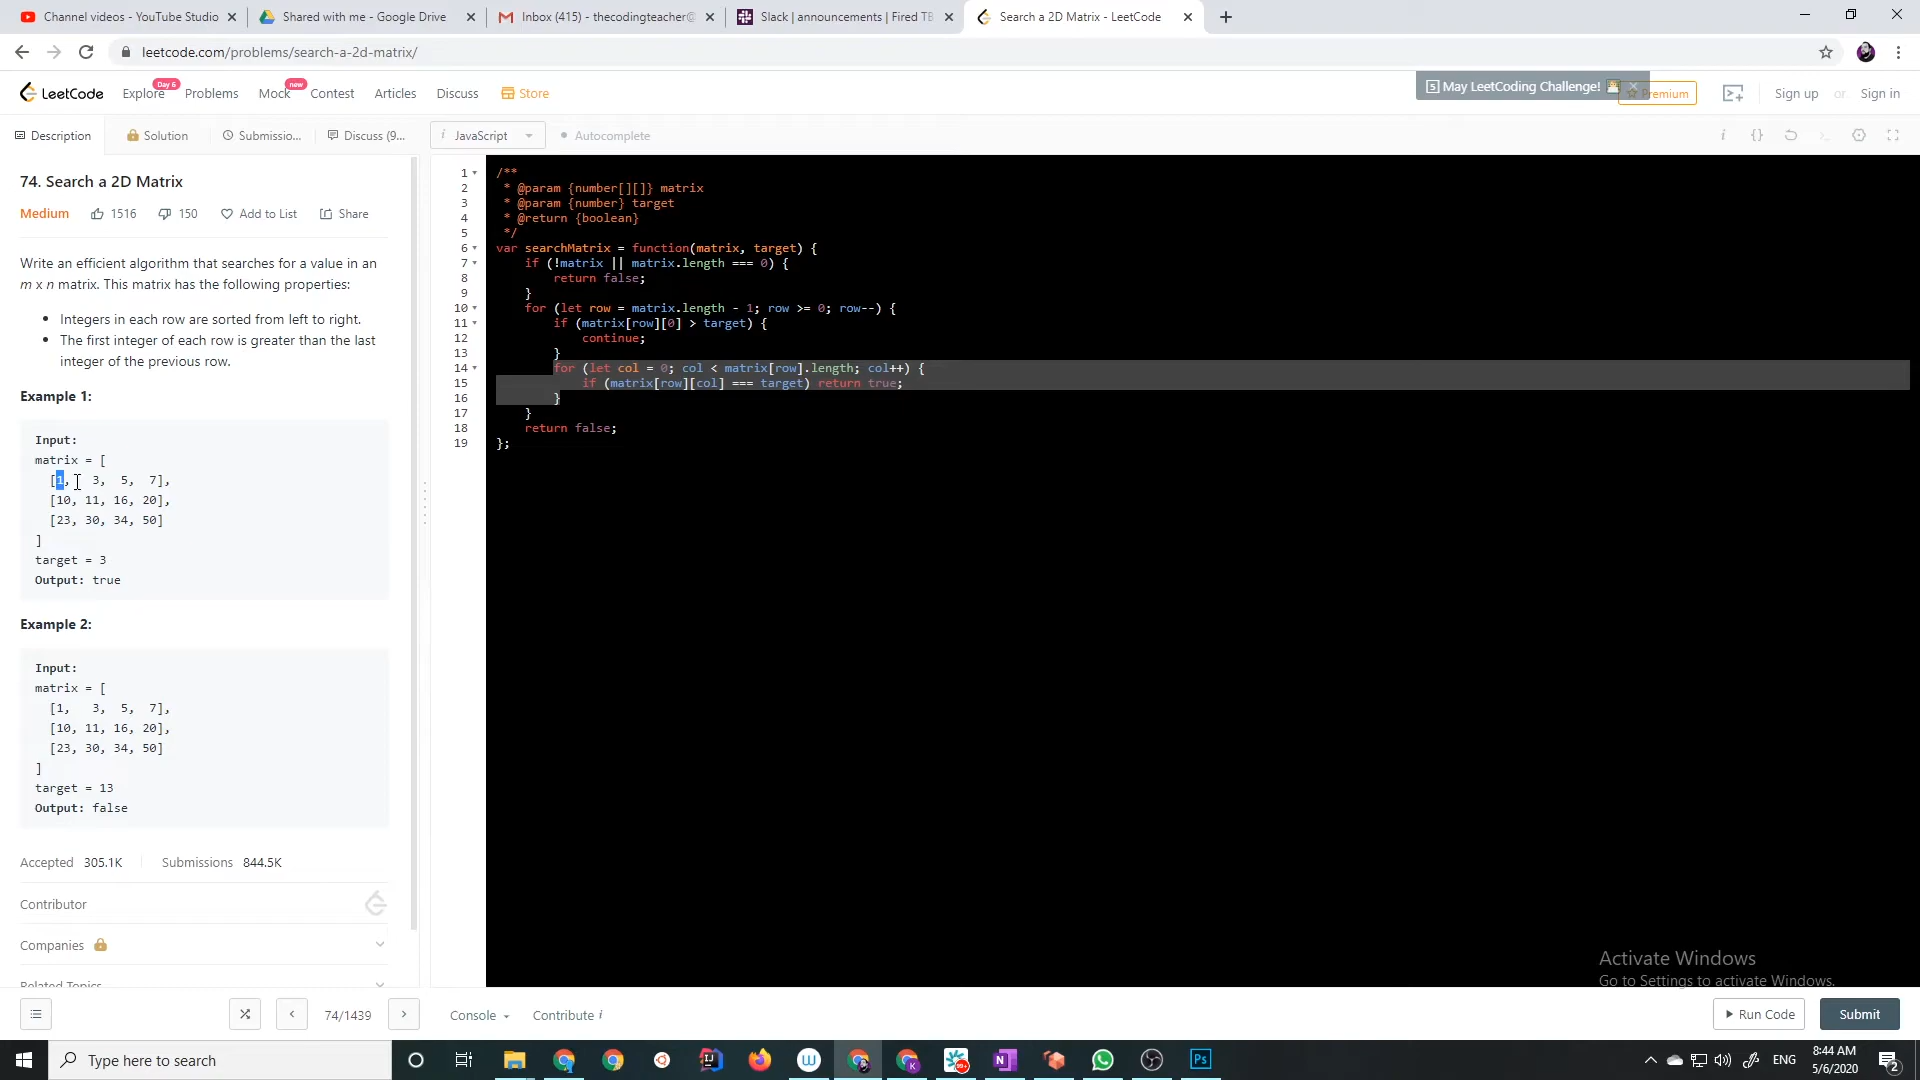 Channel videos - YouTube Studio
Shared with me - Google Drive
Inbox (415) - thecodingteacher@
Slack | announcements | Fired TB
Search a 2D Matrix - LeetCode
leetcode.com/problems/search-a-2d-matrix/
LeetCode
Explore
Day 6
Problems
Mock
new
Contest
Articles
Discuss
Store
May LeetCoding Challenge!
Premium
Sign up
or
Sign in
Description
Solution
Submissio...
Discuss (9...
i JavaScript
Autocomplete
74. Search a 2D Matrix
Medium
1516
150
Add to List
Share
Write an efficient algorithm that searches for a value in an
m x n matrix. This matrix has the following properties:
Integers in each row are sorted from left to right.
The first integer of each row is greater than the last
integer of the previous row.
Example 1:
Input:
matrix = [
[1,   3,  5,  7],
[10, 11, 16, 20],
[23, 30, 34, 50]
]
target = 3
Output: true
Example 2:
Input:
matrix = [
[1,   3,  5,  7],
[10, 11, 16, 20],
[23, 30, 34, 50]
]
target = 13
Output: false
Accepted 305.1K
Submissions 844.5K
Contributor
Companies
Related Topics
1 /**
2  * @param {number[][]} matrix
3  * @param {number} target
4  * @return {boolean}
5  */
6 var searchMatrix = function(matrix, target) {
7     if (!matrix || matrix.length === 0) {
8         return false;
9     }
10     for (let row = matrix.length - 1; row >= 0; row--) {
11         if (matrix[row][0] > target) {
12             continue;
13         }
14         for (let col = 0; col < matrix[row].length; col++) {
15             if (matrix[row][col] === target) return true;
16         }
17     }
18     return false;
19 };
Activate Windows
Go to Settings to activate Windows.
74/1439
Console
Contribute i
Run Code
Submit
Type here to search
ENG
8:44 AM
5/6/2020
2